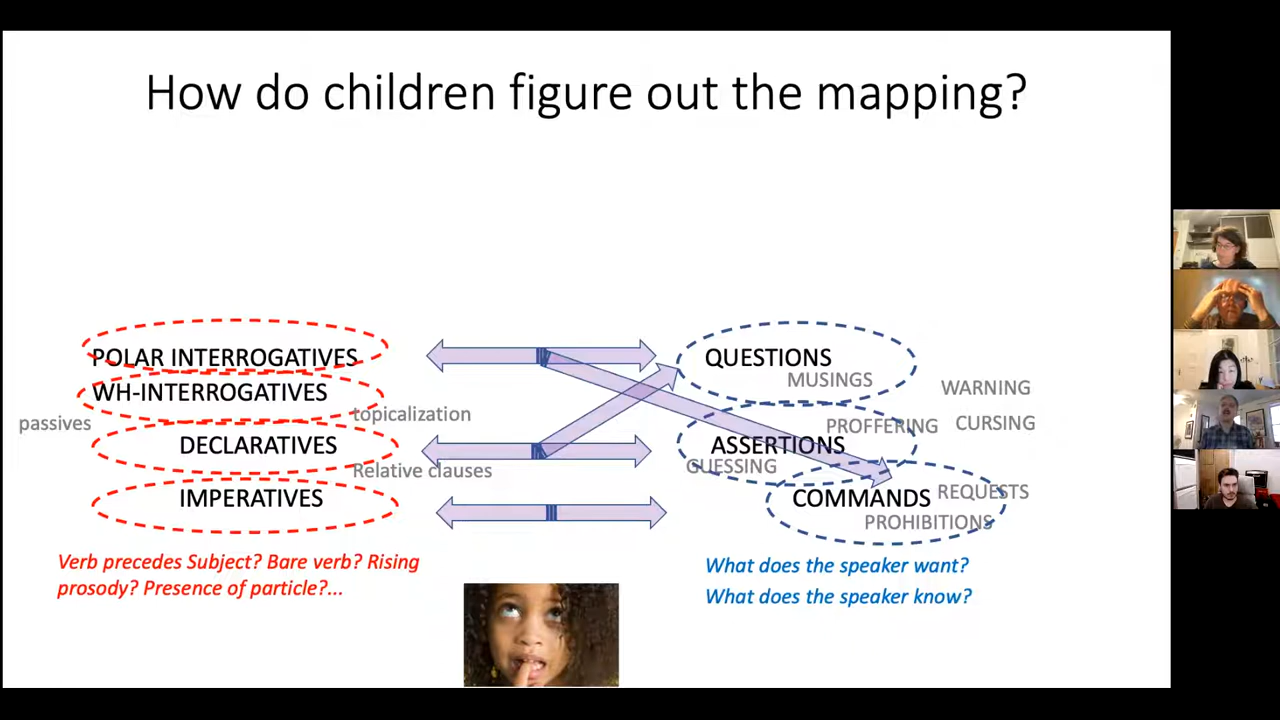 How do children figure out the mapping?
POLAR INTERROGATIVES
WH-INTERROGATIVES
passives
topicalization
DECLARATIVES
Relative clauses
IMPERATIVES
Verb precedes Subject? Bare verb? Rising
prosody? Presence of particle?...
QUESTIONS
MUSINGS
WARNING
PROFFERING
CURSING
ASSERTIONS
GUESSING
COMMANDS
REQUESTS
PROHIBITIONS
What does the speaker want?
What does the speaker know?